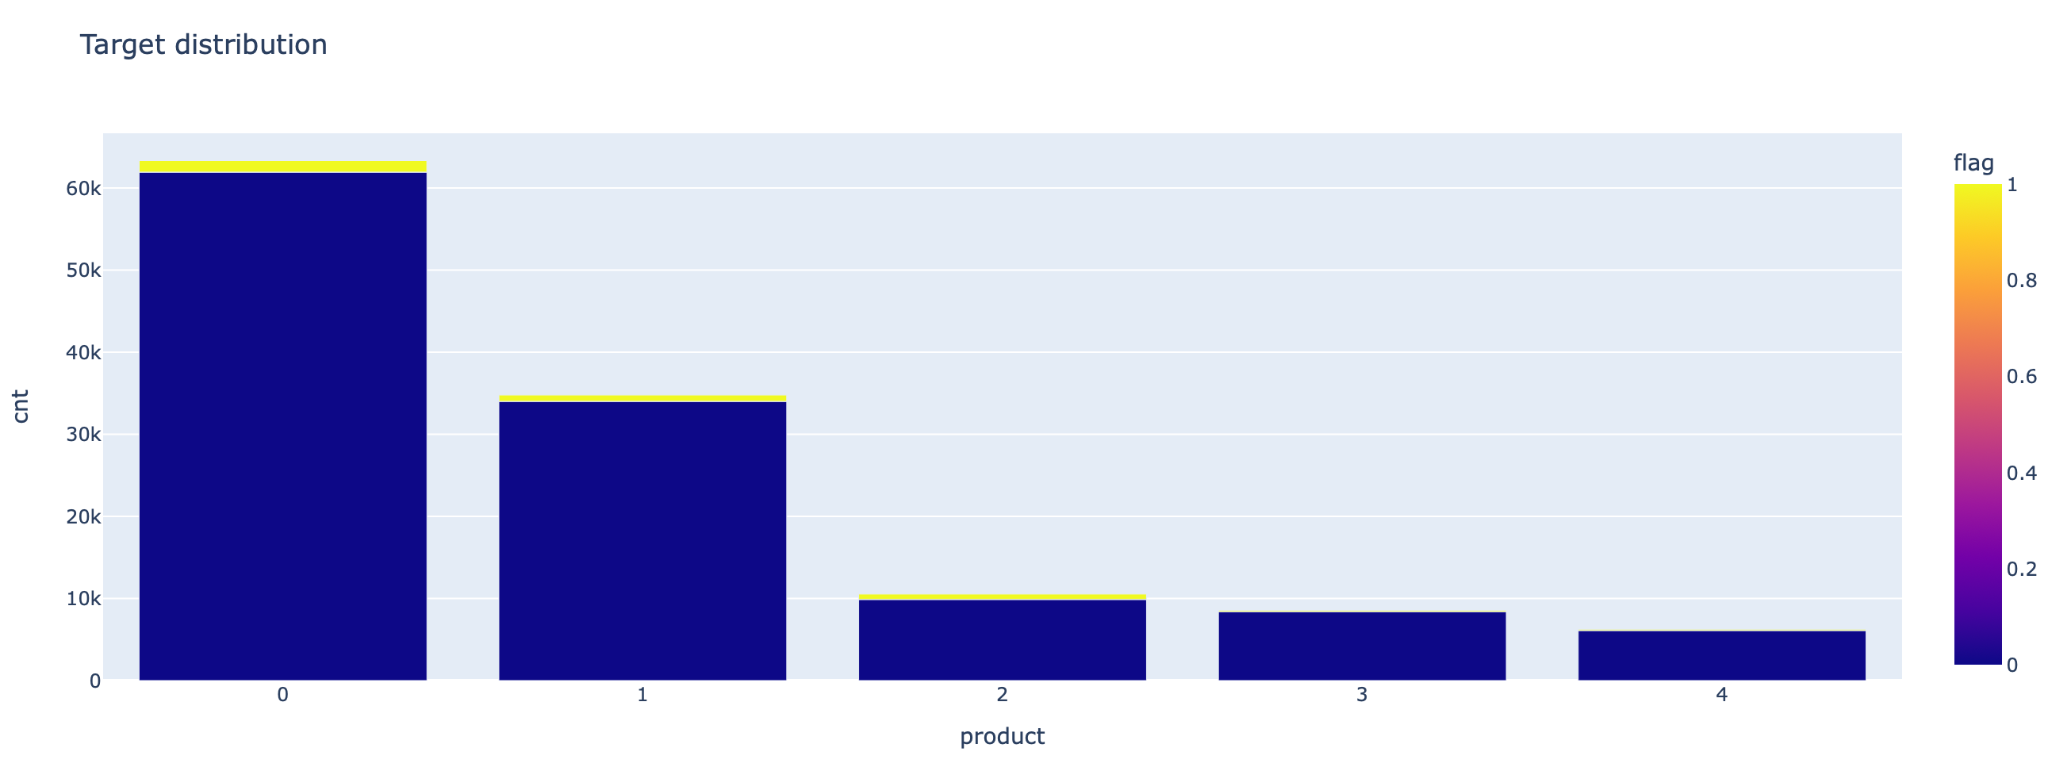 Target distribution
cnt
60k
50k
40k
30k
20k
10k
0
0 1 2 3 4
product
flag
1
0.8
0.6
0.4
0.2
0